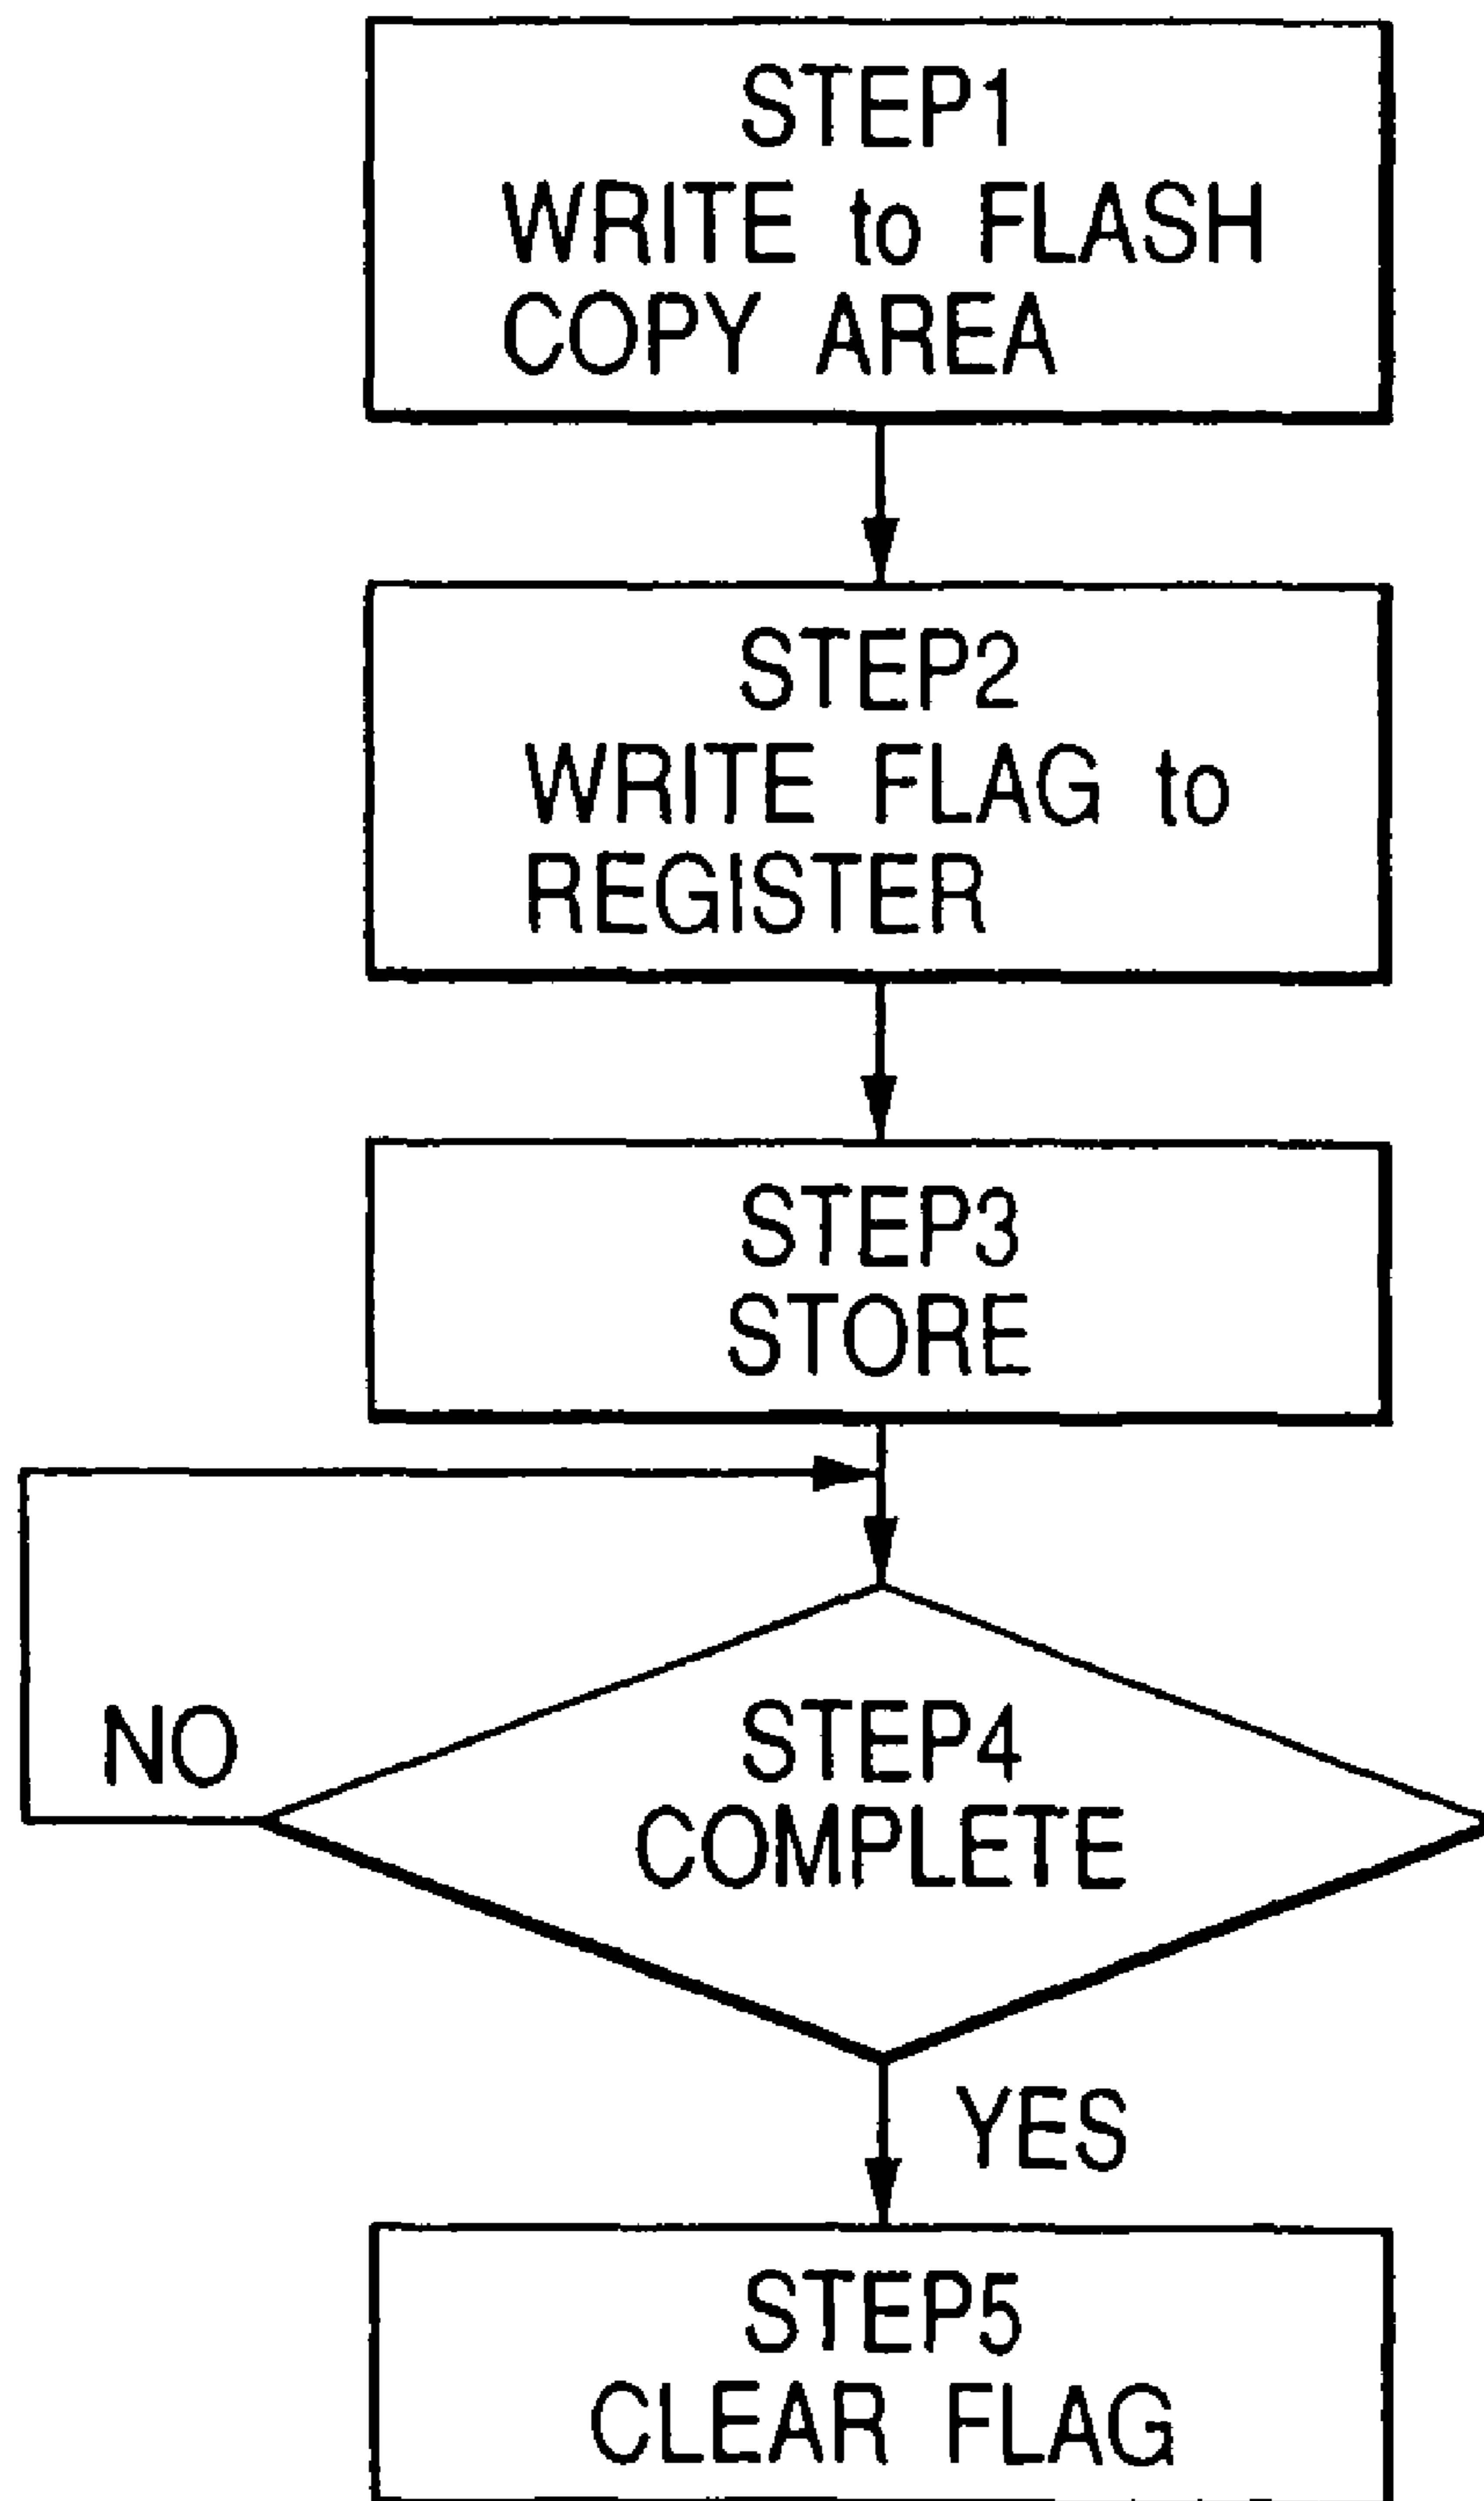 STEP1
WRITE to FLASH
COPY AREA
STEP2
WRITE FLAG to
REGISTER
STEP3
STORE
NO
STEP4
COMPLETE
YES
STEP5
CLEAR FLAG